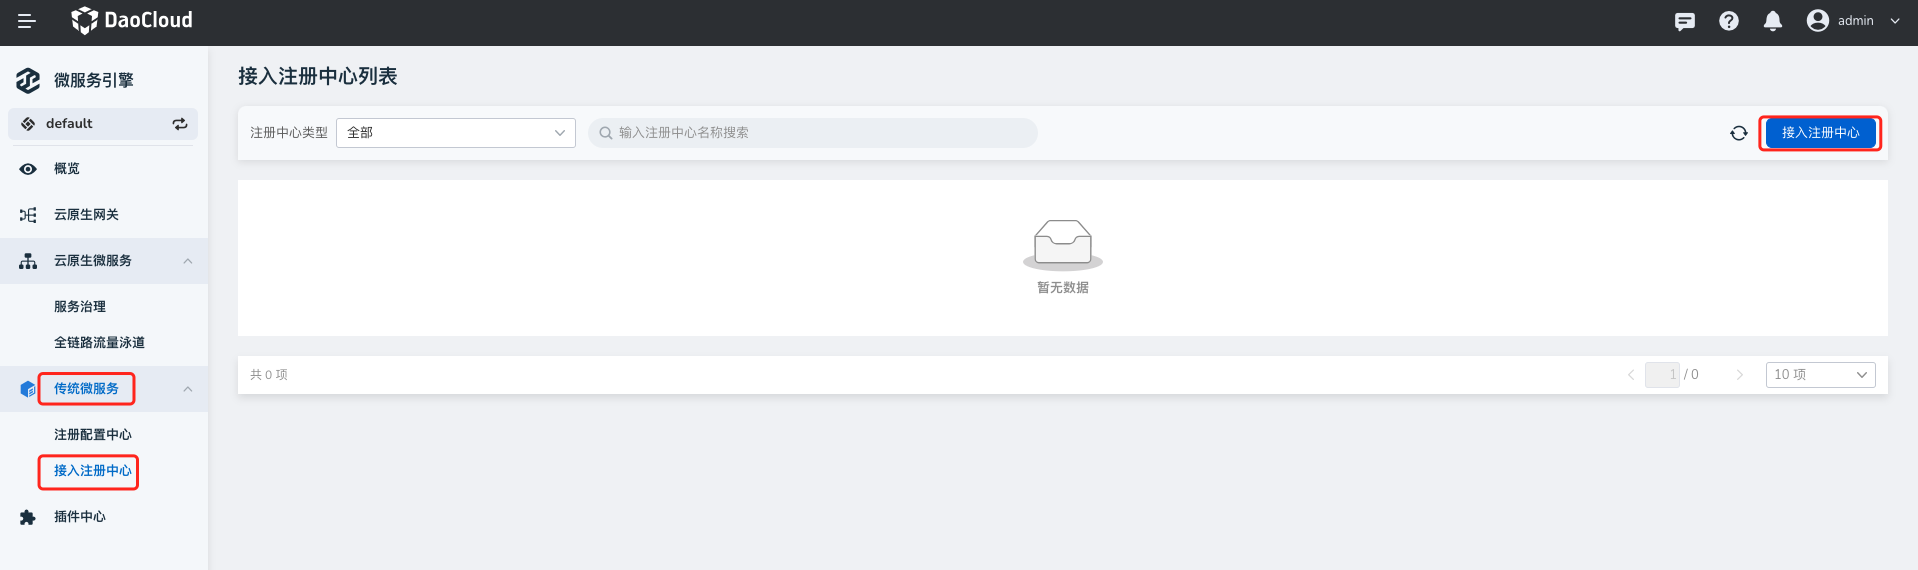 DaoCloud
admin
微服务引擎
default
概览
云原生网关
云原生微服务
服务治理
全链路流量泳道
传统微服务
注册配置中心
接入注册中心
插件中心
接入注册中心列表
注册中心类型 全部 输入注册中心名称搜索 接入注册中心
暂无数据
共 0 项 1 / 0 10 项